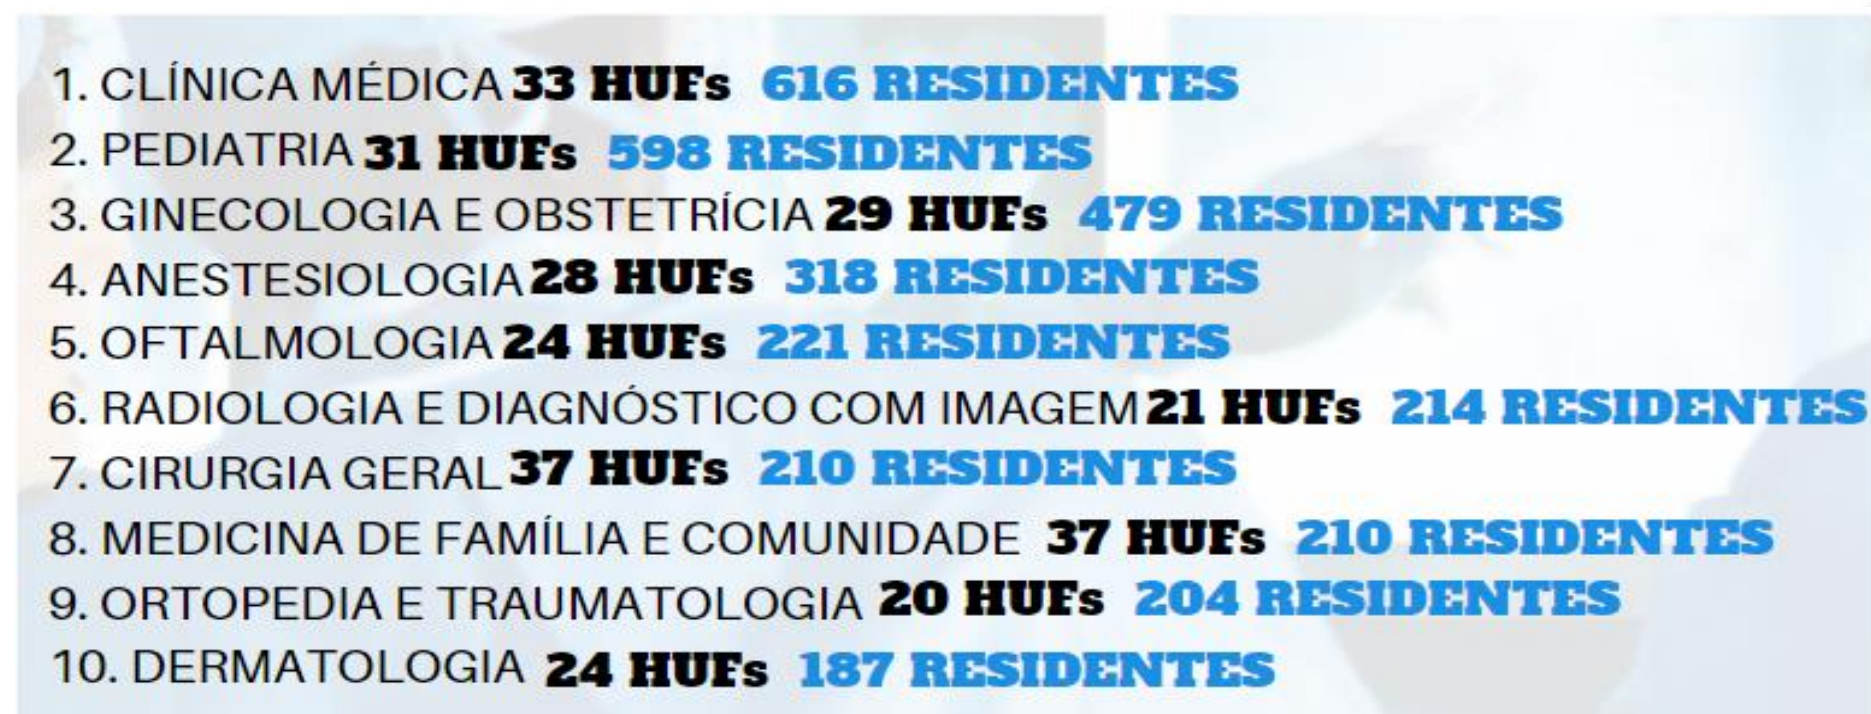 1. CLÍNICA MÉDICA 33 HUFs 616 RESIDENTES
2. PEDIATRIA 31 HUFs 598 RESIDENTES
3. GINECOLOGIA E OBSTETRÍCIA 29 HUFs 479 RESIDENTES
4. ANESTESIOLOGIA 28 HUFs 318 RESIDENTES
5. OFTALMOLOGIA 24 HUFs 221 RESIDENTES
6. RADIOLOGIA E DIAGNÓSTICO COM IMAGEM 21 HUFs 214 RESIDENTES
7. CIRURGIA GERAL 37 HUFs 210 RESIDENTES
8. MEDICINA DE FAMÍLIA E COMUNIDADE 37 HUFs 210 RESIDENTES
9. ORTOPEDIA E TRAUMATOLOGIA 20 HUFs 204 RESIDENTES
10. DERMATOLOGIA 24 HUFs 187 RESIDENTES